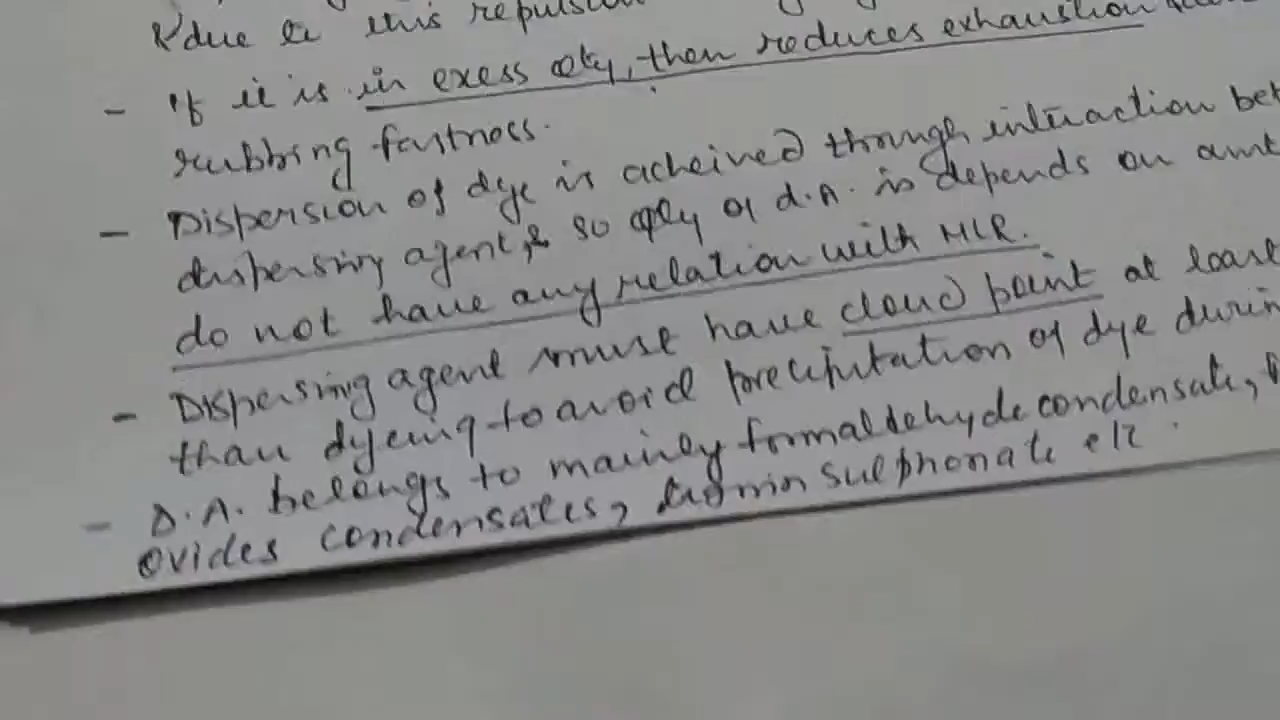 due to this repulsion
- If it is in exess qty, then reduces exhaustion
rubbing fastness.
- Dispersion of dye is acheived through interaction bet
dispersing agent, & so qty of d.A. is depends on amt
do not have any relation with MLR.
- Dispersing agent must have cloud point at least
than dyeing to avoid precipitation of dye durin
- D.A. belongs to mainly formaldehyde condensate,
oxides condensates, sulphonate etc.